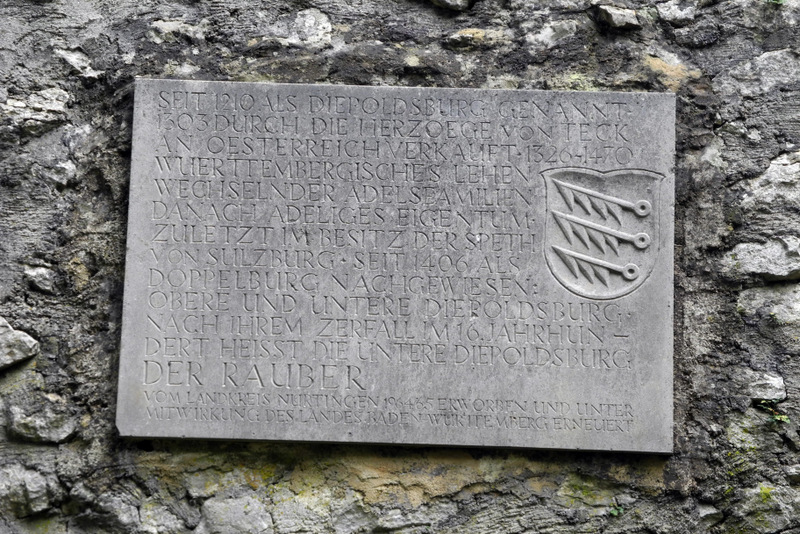 SEIT 1210 ALS DIEPOLDSBURG GENANNT·
1303 DURCH DIE HERZOEGE VON TECK
AN OESTERREICH VERKAUFT· 1326-1470
WUERTTEMBERGISCHES LEHEN
WECHSELNDER ADELSFAMILIEN
DANACH ADELIGES EIGENTUM·
ZULETZT IM BESITZ DER SPETH
VON SULZBURG· SEIT 1406 ALS
DOPPELBURG NACHGEWIESEN:
OBERE UND UNTERE DIEPOLDSBURG·
NACH IHREM ZERFALL IM 16. JAHRHUN-
DERT HEISST DIE UNTERE DIEPOLDSBURG:
DER RAUBER
VOM LANDKREIS NÜRTINGEN 1964/65 ERWORBEN UND UNTER
MITWIRKUNG DES LANDES BADEN-WÜRTTEMBERG ERNEUERT